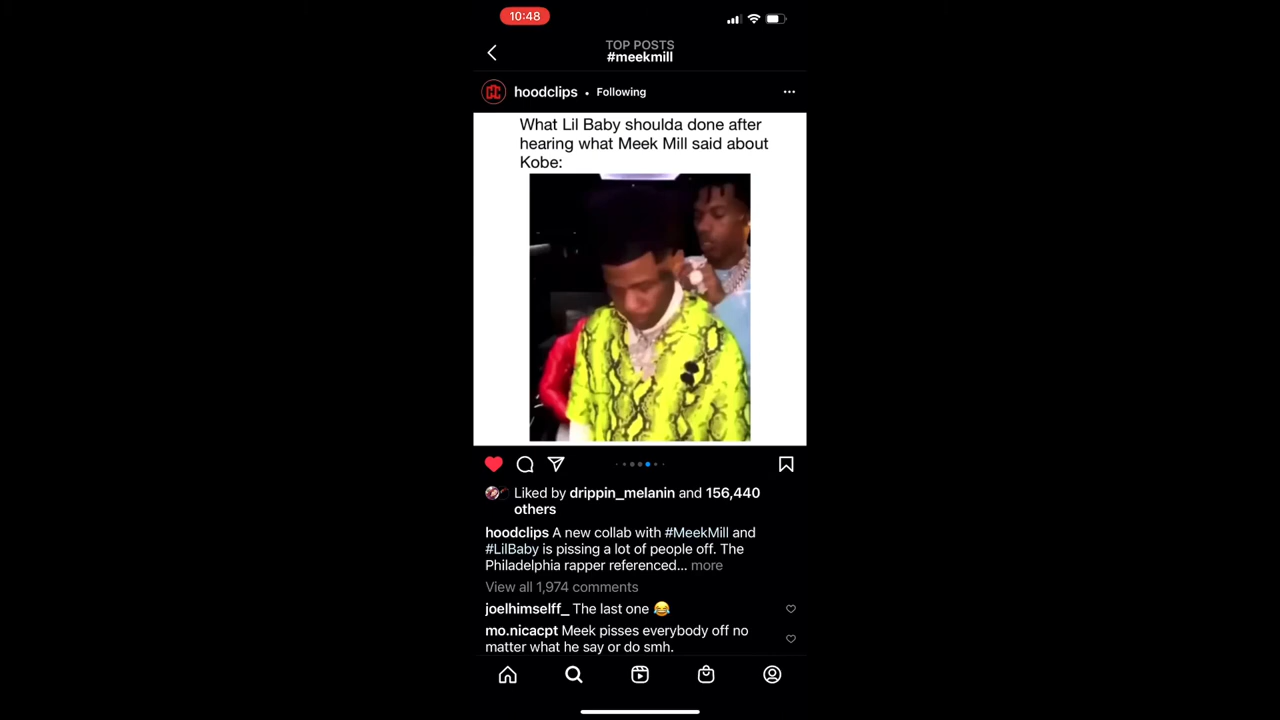 10:48
TOP POSTS
#meekmill
hoodclips • Following
What Lil Baby shoulda done after
hearing what Meek Mill said about
Kobe:
Liked by drippin_melanin and 156,440
others
hoodclips A new collab with #MeekMill and
#LilBaby is pissing a lot of people off. The
Philadelphia rapper referenced... more
View all 1,974 comments
joelhimselff_ The last one 😂
mo.nicacpt Meek pisses everybody off no
matter what he say or do smh.